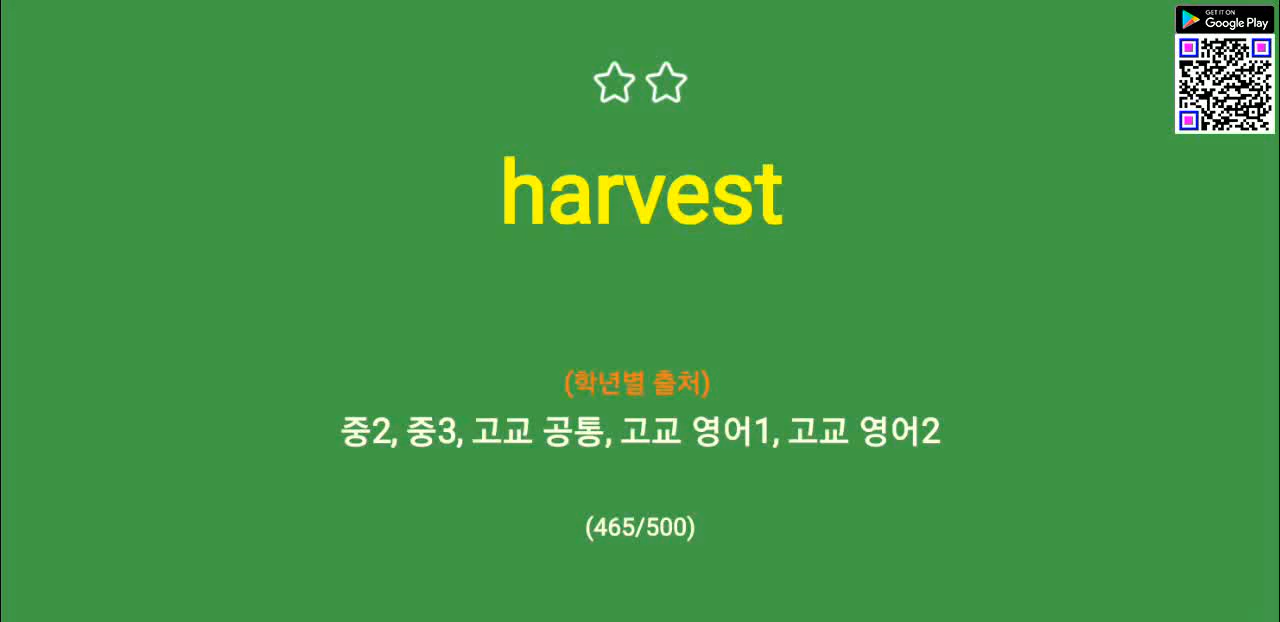 GET IT ON
Google Play
harvest
(학년별 출처)
중2, 중3, 고교 공통, 고교 영어1, 고교 영어2
(465/500)